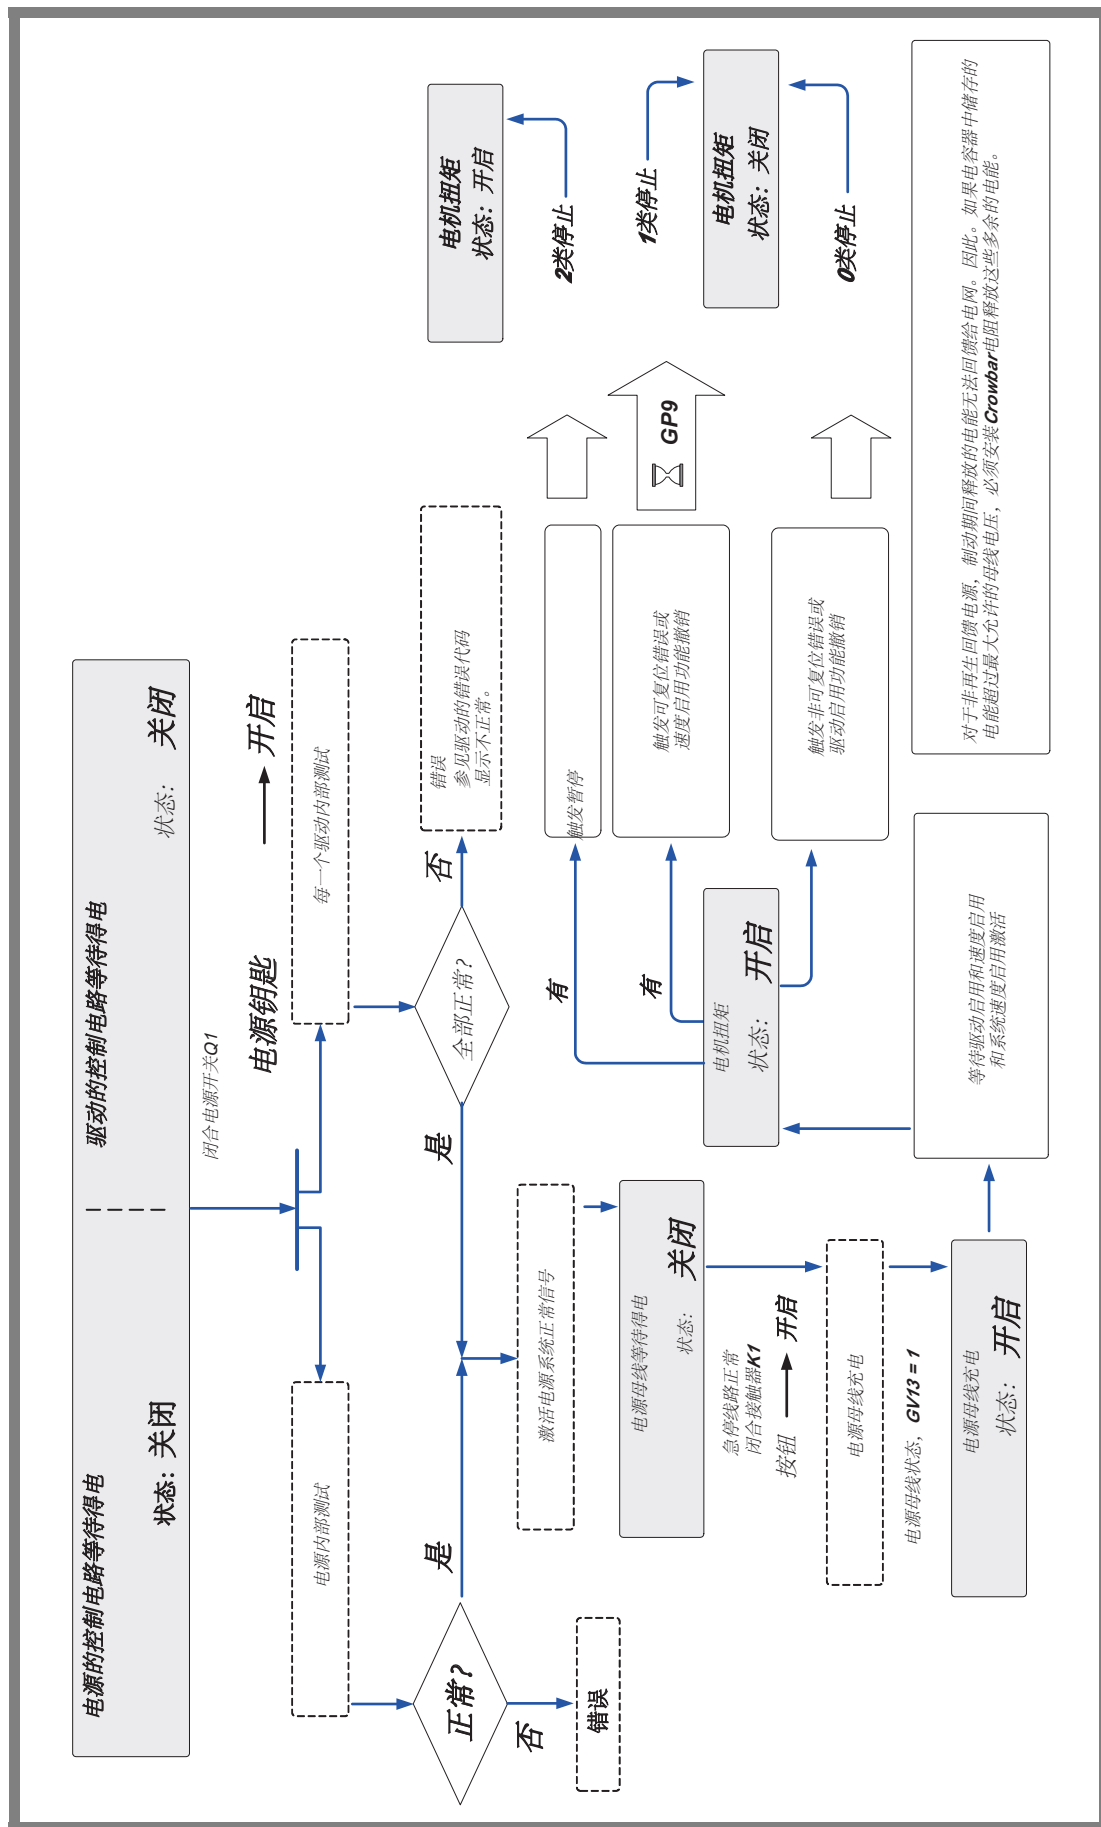 电源的控制电路等待得电
状态: 关闭
驱动的控制电路等待得电
状态: 关闭
闭合电源开关Q1
电源钥匙
开启
电源内部测试
每一个驱动内部测试
正常?
否
错误
是
全部正常?
否
错误
参见驱动的错误代码
显示不正常。
是
激活电源系统正常信号
电源母线等待得电
状态: 关闭
急停线路正常
闭合接触器K1
按钮
开启
电源母线充电
电源母线状态, GV13 = 1
电源母线充电
状态: 开启
等待驱动启用和速度启用
和系统速度启用激活
电机扭矩
状态: 开启
有
有
触发暂停
触发可复位错误或
速度启用功能撤销
触发非可复位错误或
驱动启用功能撤销
GP9
2类停止
电机扭矩
状态: 开启
1类停止
电机扭矩
状态: 关闭
0类停止
对于非再生回馈电源, 制动期间释放的电能无法回馈给电网。因此。如果电容器中储存的
电能超过最大允许的母线电压, 必须安装Crowbar电阻释放这些多余的电能。